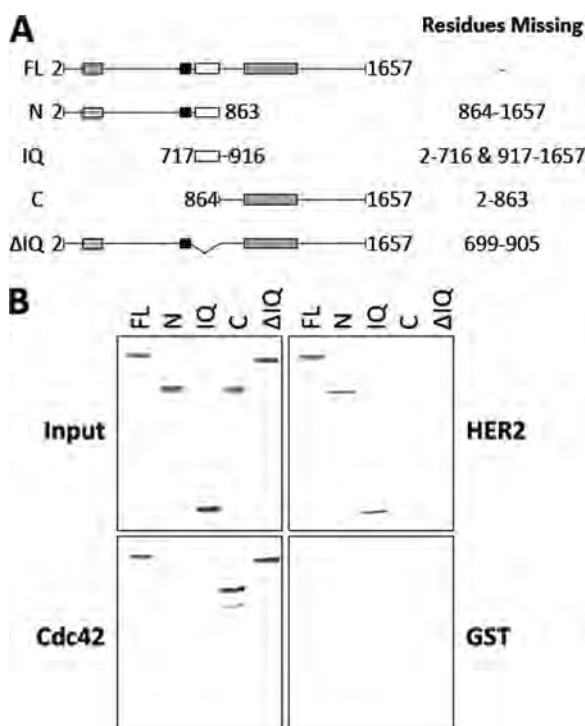 A
Residues Missing
FL 2 1657 -
N 2 863 864-1657
IQ 717 916 2-716 & 917-1657
C 864 1657 2-863
ΔIQ 2 1657 699-905
B
FL N IQ C ΔIQ FL N IQ C ΔIQ
Input HER2
Cdc42 GST